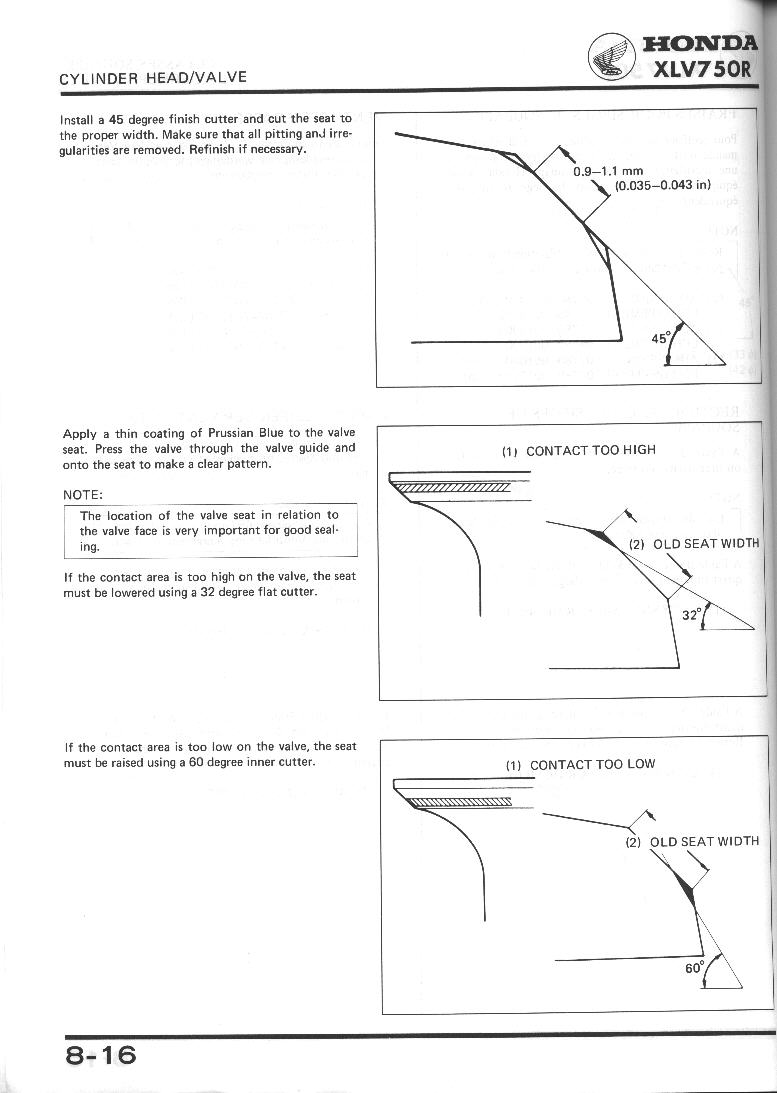 CYLINDER HEAD/VALVE
HONDA
XLV750R
Install a 45 degree finish cutter and cut the seat to
the proper width. Make sure that all pitting and irre-
gularities are removed. Refinish if necessary.
0.9–1.1 mm
(0.035–0.043 in)
45°
Apply a thin coating of Prussian Blue to the valve
seat. Press the valve through the valve guide and
onto the seat to make a clear pattern.
NOTE:
The location of the valve seat in relation to
the valve face is very important for good seal-
ing.
If the contact area is too high on the valve, the seat
must be lowered using a 32 degree flat cutter.
(1) CONTACT TOO HIGH
(2) OLD SEAT WIDTH
32°
If the contact area is too low on the valve, the seat
must be raised using a 60 degree inner cutter.
(1) CONTACT TOO LOW
(2) OLD SEAT WIDTH
60°
8-16